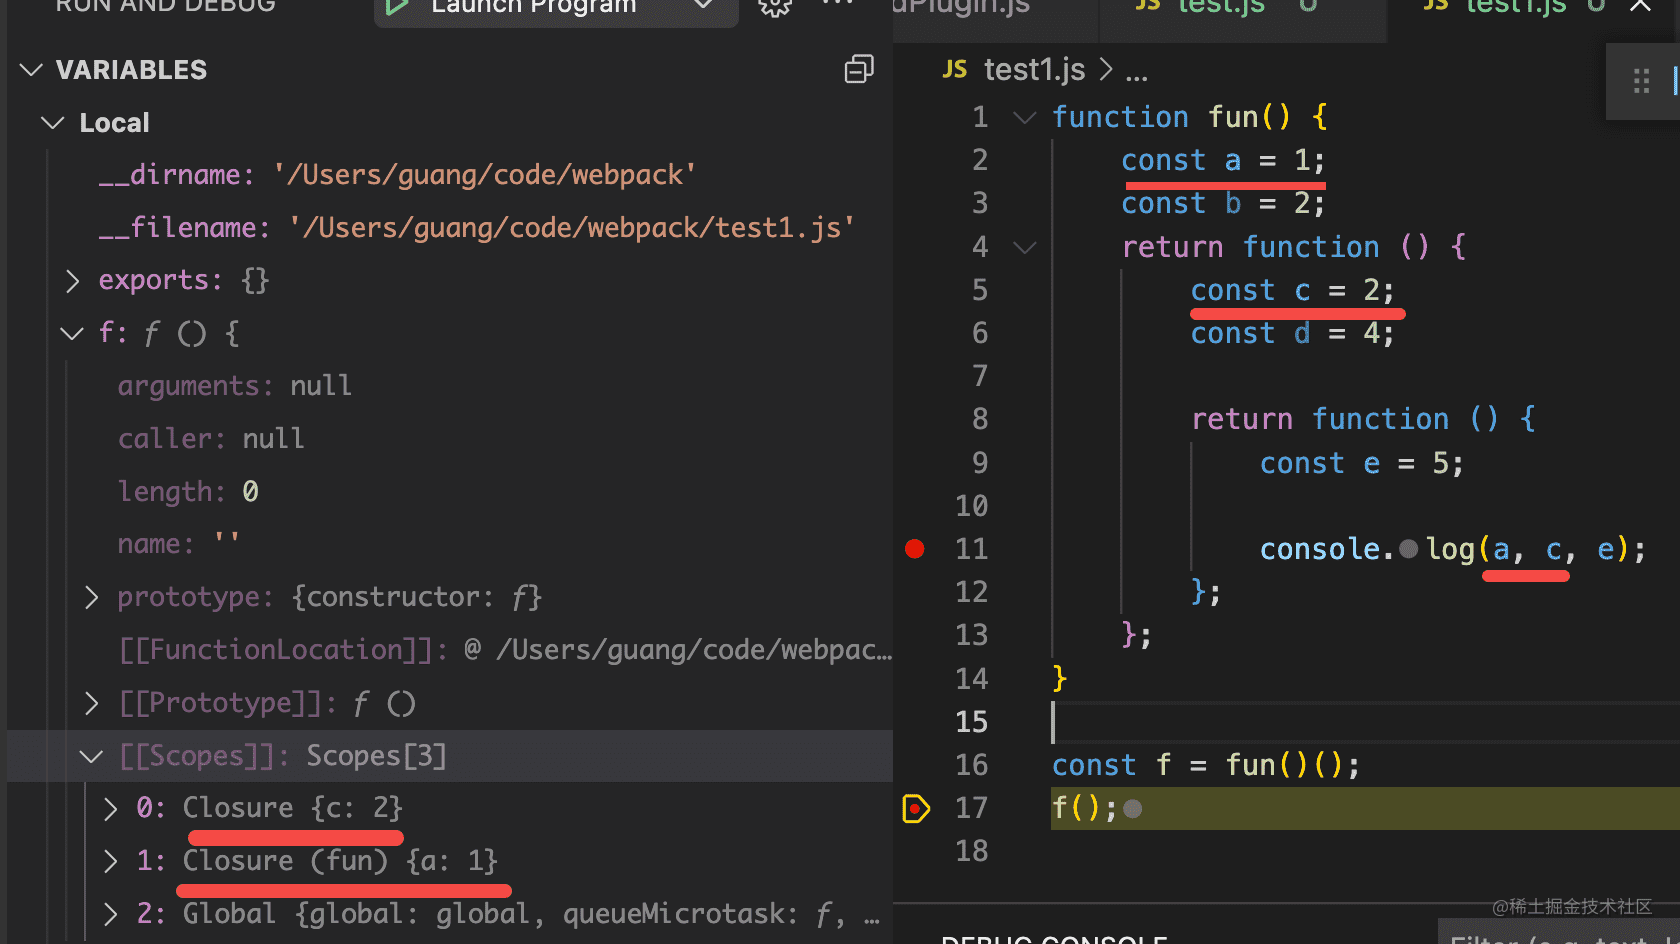 RUN AND DEBUG
Launch Program
VARIABLES
Local
__dirname: '/Users/guang/code/webpack'
__filename: '/Users/guang/code/webpack/test1.js'
exports: {}
f: ƒ () {
arguments: null
caller: null
length: 0
name: ''
prototype: {constructor: ƒ}
[[FunctionLocation]]: @ /Users/guang/code/webpac…
[[Prototype]]: ƒ ()
[[Scopes]]: Scopes[3]
0: Closure {c: 2}
1: Closure (fun) {a: 1}
2: Global {global: global, queueMicrotask: ƒ, …
dPlugin.js
JS test.js U
JS test1.js U
JS test1.js > ...
1 function fun() {
2 const a = 1;
3 const b = 2;
4 return function () {
5 const c = 2;
6 const d = 4;
7
8 return function () {
9 const e = 5;
10
11 console.log(a, c, e);
12 };
13 };
14 }
15
16 const f = fun()();
17 f();
18
@稀土掘金技术社区
DEBUG CONSOLE
Filter (e.g. text, !